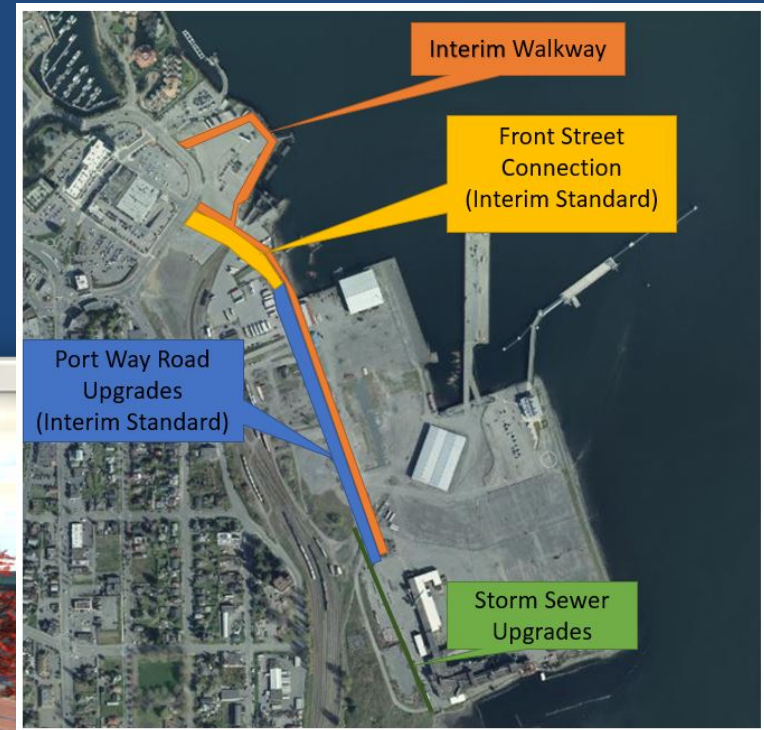 Interim Walkway
Front Street
Connection
(Interim Standard)
Port Way Road
Upgrades
(Interim Standard)
Storm Sewer
Upgrades